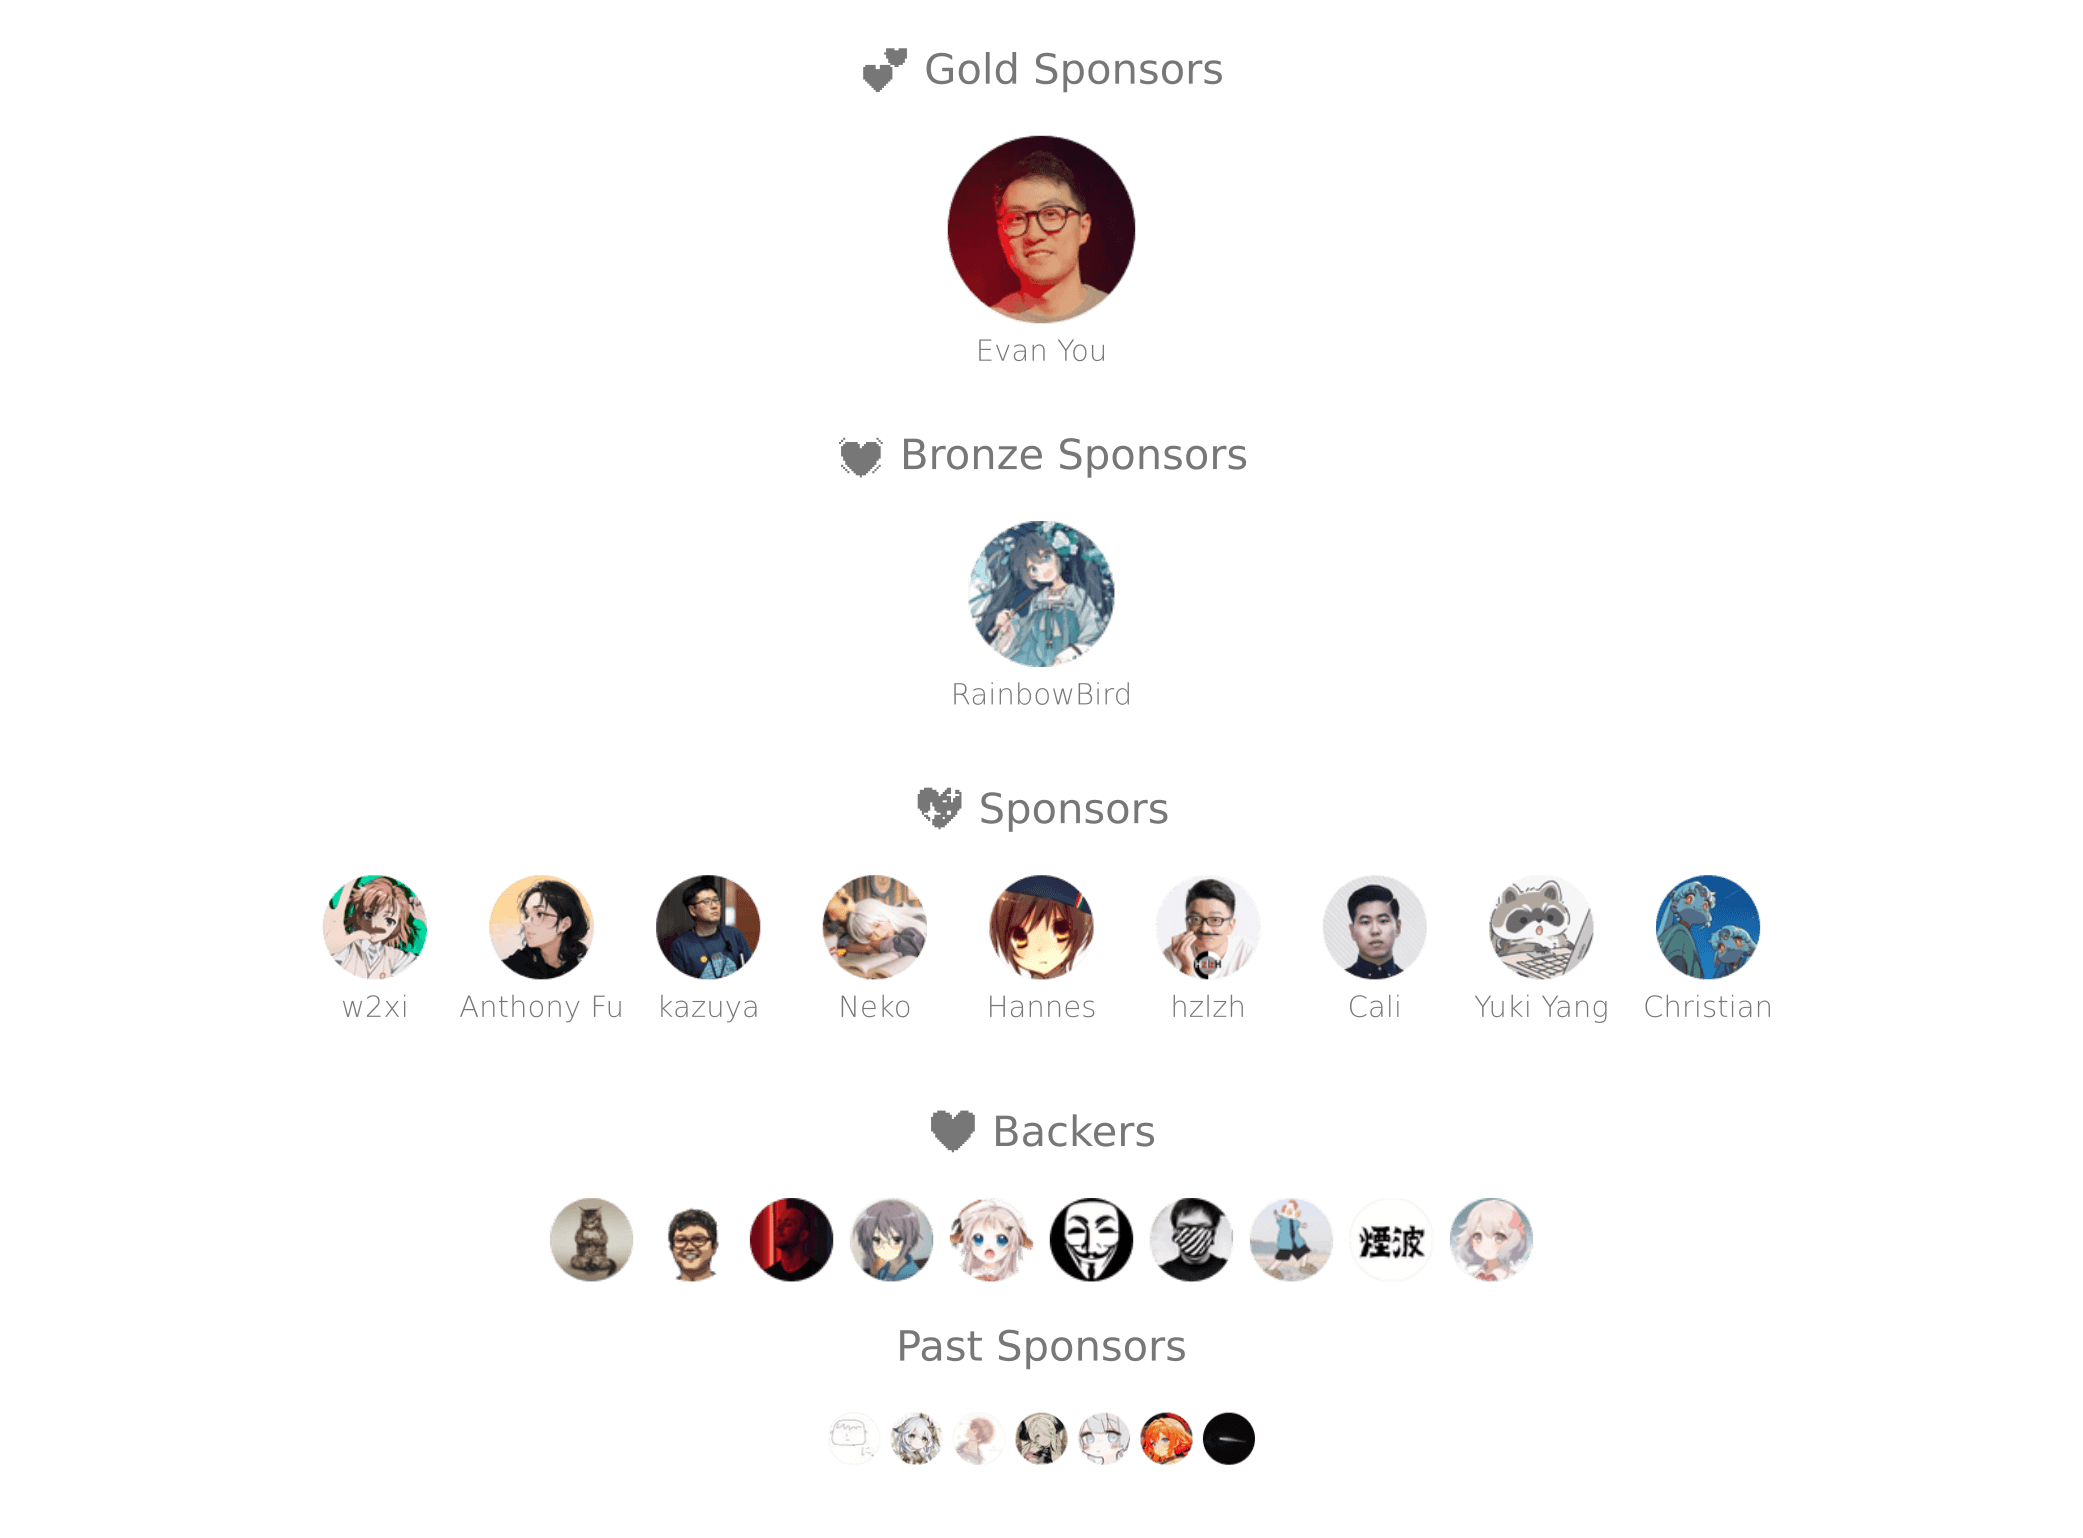 Gold Sponsors
Evan You
Bronze Sponsors
RainbowBird
Sponsors
w2xi Anthony Fu kazuya Neko Hannes hzlzh Cali Yuki Yang Christian
Backers
煙波
Past Sponsors